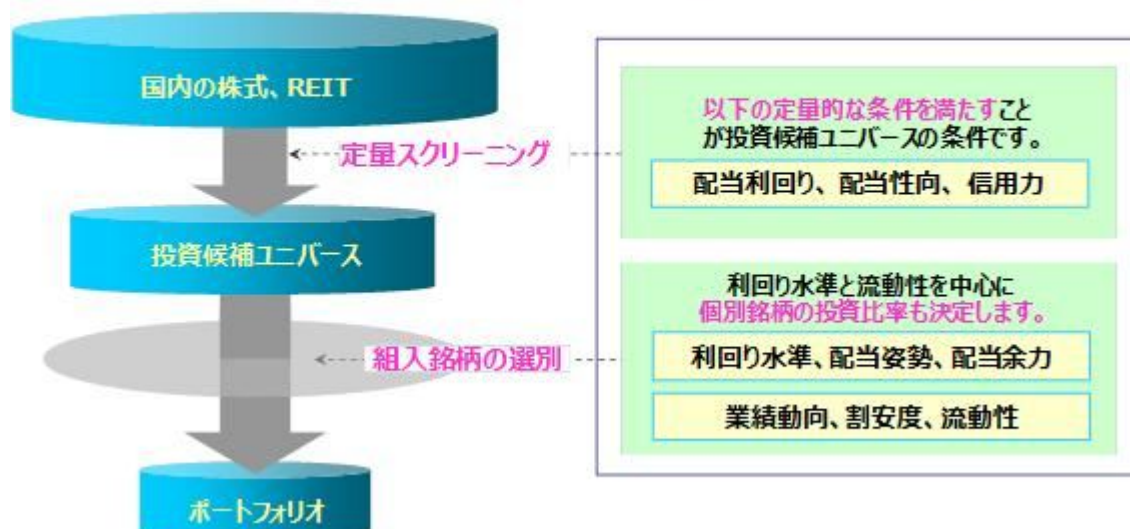 国内の株式、REIT
定量スクリーニング
投資候補ユニバース
組入銘柄の選別
ポートフォリオ
以下の定量的な条件を満たすこと
が投資候補ユニバースの条件です。
配当利回り、配当性向、信用力
利回り水準と流動性を中心に
個別銘柄の投資比率も決定します。
利回り水準、配当姿勢、配当余力
業績動向、割安度、流動性